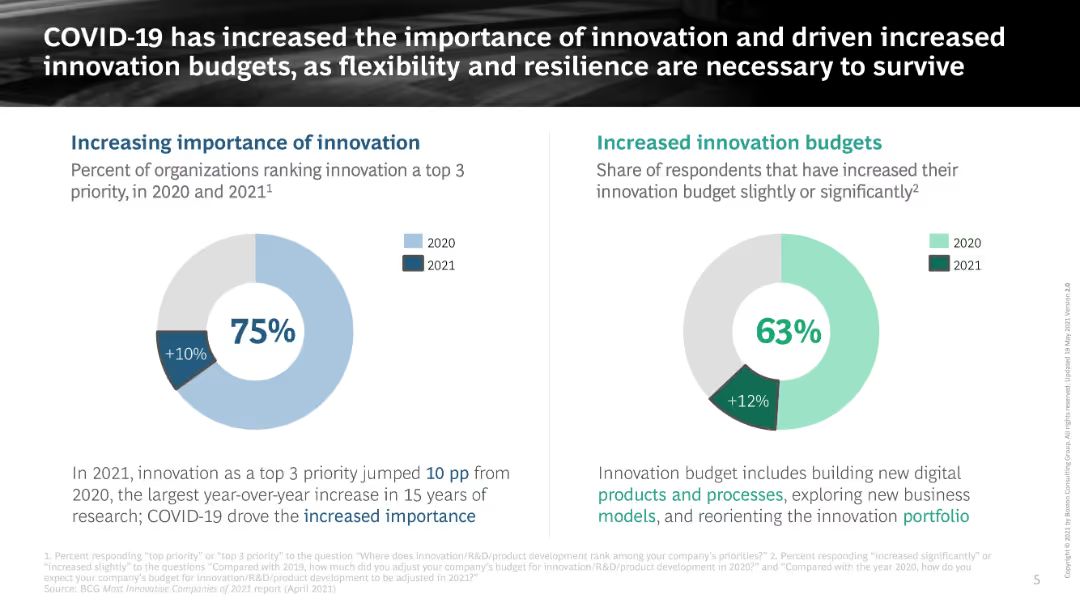 COVID-19 has increased the importance of innovation and driven increased
innovation budgets, as flexibility and resilience are necessary to survive
Increasing importance of innovation
Percent of organizations ranking innovation a top 3
priority, in 2020 and 2021¹
2020
2021
75%
+10%
In 2021, innovation as a top 3 priority jumped 10 pp from
2020, the largest year-over-year increase in 15 years of
research; COVID-19 drove the increased importance
Increased innovation budgets
Share of respondents that have increased their
innovation budget slightly or significantly²
2020
2021
63%
+12%
Innovation budget includes building new digital
products and processes, exploring new business
models, and reorienting the innovation portfolio
1. Percent responding "top priority" or "top 3 priority" to the question "Where does innovation/R&D/product development rank among your company's priorities?" 2. Percent responding "increased significantly" or
"increased slightly" to the questions "Compared with 2019, how much did you adjust your company's budget for innovation/R&D/product development in 2020?" and "Compared with the year 2020, how do you
expect your company's budget for innovation/R&D/product development to be adjusted in 2021?"
Source: BCG Most Innovative Companies of 2021 report (April 2021)
5
Copyright © 2021 by Boston Consulting Group. All rights reserved. Updated 19 May 2021 Version 2.0